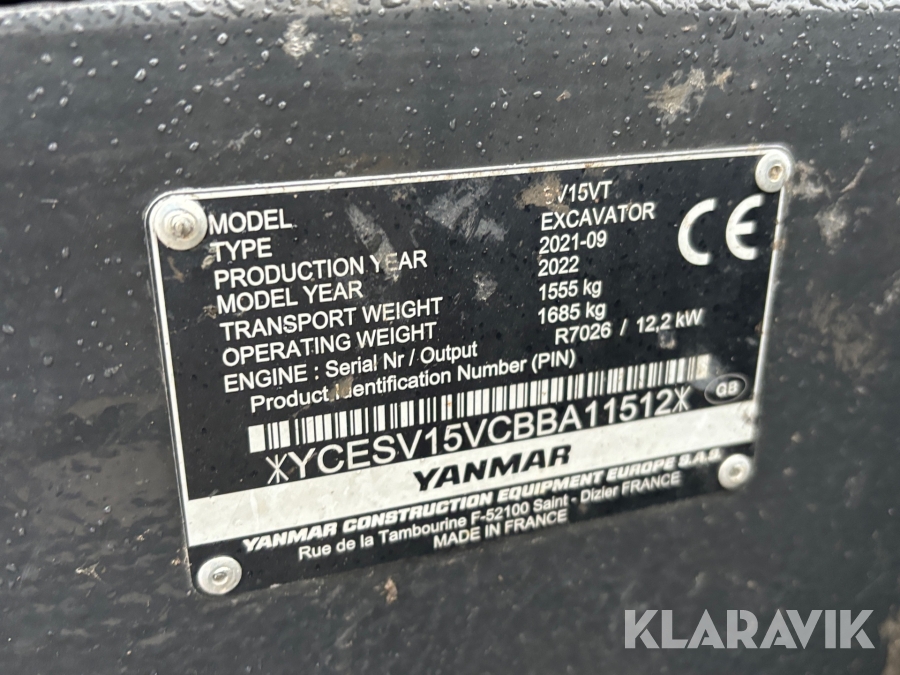 MODEL SV15VT
TYPE EXCAVATOR
PRODUCTION YEAR 2021-09
MODEL YEAR 2022
TRANSPORT WEIGHT 1555 kg
OPERATING WEIGHT 1685 kg
ENGINE : Serial Nr / Output R7026 / 12,2 kW
Product Identification Number (PIN)
CE
GB
*YCESV15VCBBA11512*
YANMAR
YANMAR CONSTRUCTION EQUIPMENT EUROPE S.A.S.
Rue de la Tambourine F-52100 Saint - Dizier FRANCE
MADE IN FRANCE
KLARAVIK